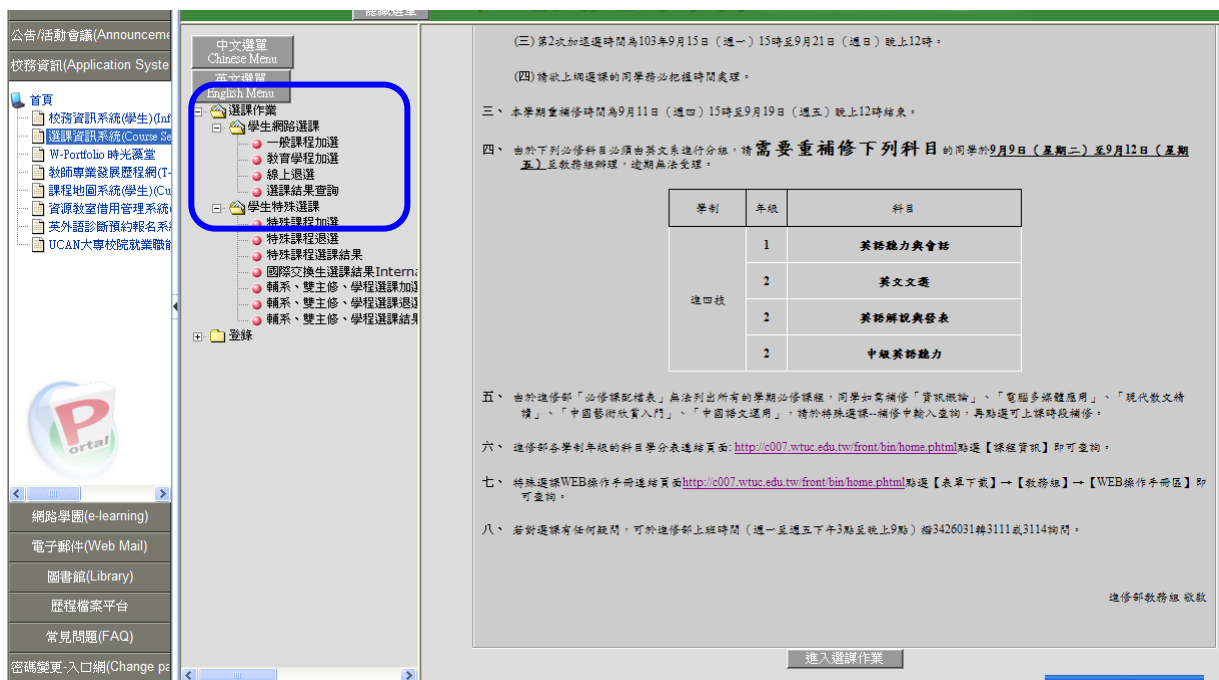 認識選單
公告/活動會議(Announceme
校務資訊(Application Syste
首頁
校務資訊系統(學生)(Inf
選課資訊系統(Course Se
W-Portfolio 時光藻堂
教師專業發展歷程網(T-
課程地圖系統(學生)(Cu
資源教室借用管理系統(
英外語診斷預約報名系
UCAN大專校院就業職能
Portal
網路學園(e-learning)
電子郵件(Web Mail)
圖書館(Library)
歷程檔案平台
常見問題(FAQ)
密碼變更-入口網(Change pa
中文選單
Chinese Menu
英文選單
English Menu
選課作業
學生網路選課
一般課程加選
教育學程加選
線上退選
選課結果查詢
學生特殊選課
特殊課程加選
特殊課程退選
特殊課程選課結果
國際交換生選課結果Interna
輔系、雙主修、學程選課加選
輔系、雙主修、學程選課退選
輔系、雙主修、學程選課結果
登錄
(三) 第2次加退選時間為103年9月15日（週一）15時至9月21日（週日）晚上12時。
(四) 請欲上網選課的同學務必把握時間處理。
三、 本學期重補修時間為9月11日（週四）15時至9月19日（週五）晚上12時結束。
四、 由於下列必修科目必須由英文系進行分組，請需要重補修下列科目的同學於9月9日（星期二）至9月12日（星期
五）至教務組辦理，逾期無法受理。
學制 年級 科目
1 英語聽力與會話
2 英文文選
進四技
2 英語解說與發表
2 中級英語聽力
五、 由於進修部「必修課配檔表」無法列出所有的學期必修課程，同學如需補修「資訊概論」、「電腦多媒體應用」、「現代散文精
讀」、「中國藝術欣賞入門」、「中國語文運用」，請於特殊選課--補修中輸入查詢，再點選可上課時段補修。
六、 進修部各學制年級的科目學分表連結頁面: http://c007.wtuc.edu.tw/front/bin/home.phtml點選【課程資訊】即可查詢。
七、 特殊選課WEB操作手冊連結頁面http://c007.wtuc.edu.tw/front/bin/home.phtml點選【表單下載】→【教務組】→【WEB操作手冊區】即
可查詢。
八、 若對選課有任何疑問，可於進修部上班時間（週一至週五下午3點至晚上9點）撥3426031轉3111或3114詢問。
進修部教務組 敬啟
進入選課作業